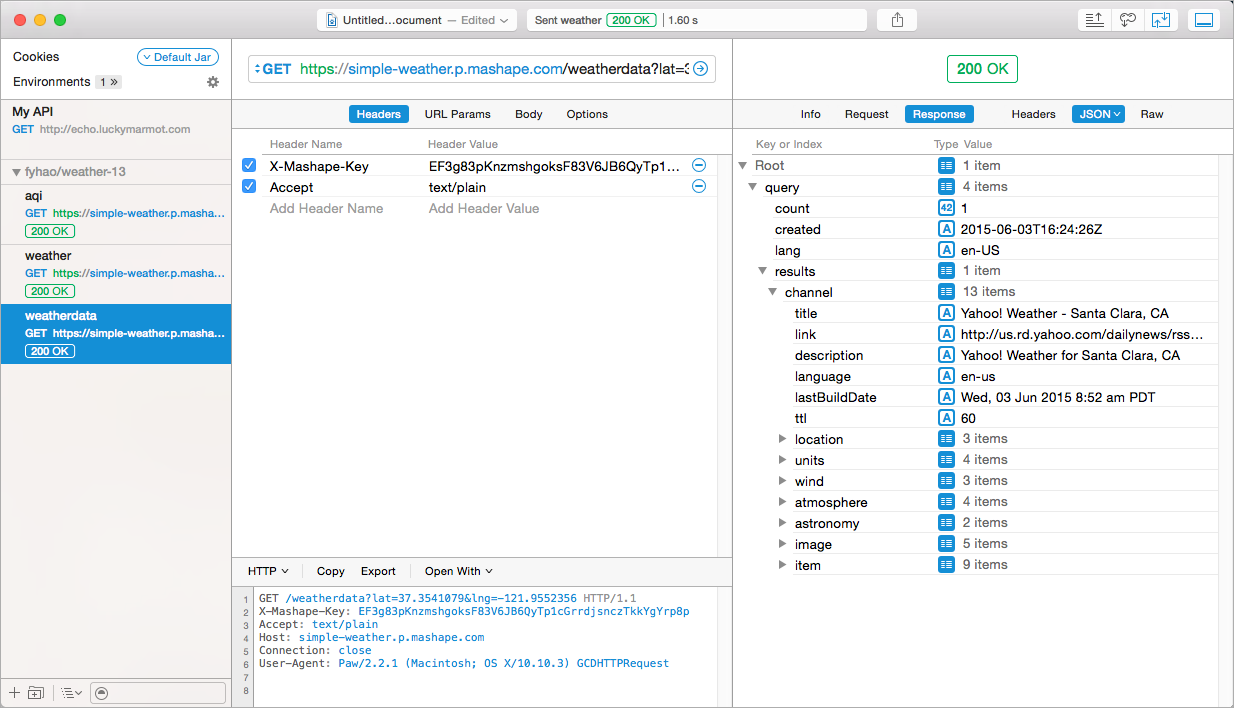 Untitled...ocument — Edited
Sent weather 200 OK 1.60 s
Cookies
Default Jar
Environments 1 »
My API
GET http://echo.luckymarmot.com
fyhao/weather-13
aqi
GET https://simple-weather.p.masha...
200 OK
weather
GET https://simple-weather.p.masha...
200 OK
weatherdata
GET https://simple-weather.p.masha...
200 OK
GET https://simple-weather.p.mashape.com/weatherdata?lat=3
Headers URL Params Body Options
Header Name Header Value
X-Mashape-Key EF3g83pKnzmshgoksF83V6JB6QyTp1...
Accept text/plain
Add Header Name Add Header Value
HTTP Copy Export Open With
1 GET /weatherdata?lat=37.3541079&lng=-121.9552356 HTTP/1.1
2 X-Mashape-Key: EF3g83pKnzmshgoksF83V6JB6QyTp1cGrrdjsnczTkkYgYrp8p
3 Accept: text/plain
4 Host: simple-weather.p.mashape.com
5 Connection: close
6 User-Agent: Paw/2.2.1 (Macintosh; OS X/10.10.3) GCDHTTPRequest
7
8
200 OK
Info Request Response Headers JSON Raw
Key or Index Type Value
Root 1 item
query 4 items
count 42 1
created A 2015-06-03T16:24:26Z
lang A en-US
results 1 item
channel 13 items
title A Yahoo! Weather - Santa Clara, CA
link A http://us.rd.yahoo.com/dailynews/rss...
description A Yahoo! Weather for Santa Clara, CA
language A en-us
lastBuildDate A Wed, 03 Jun 2015 8:52 am PDT
ttl A 60
location 3 items
units 4 items
wind 3 items
atmosphere 4 items
astronomy 2 items
image 5 items
item 9 items